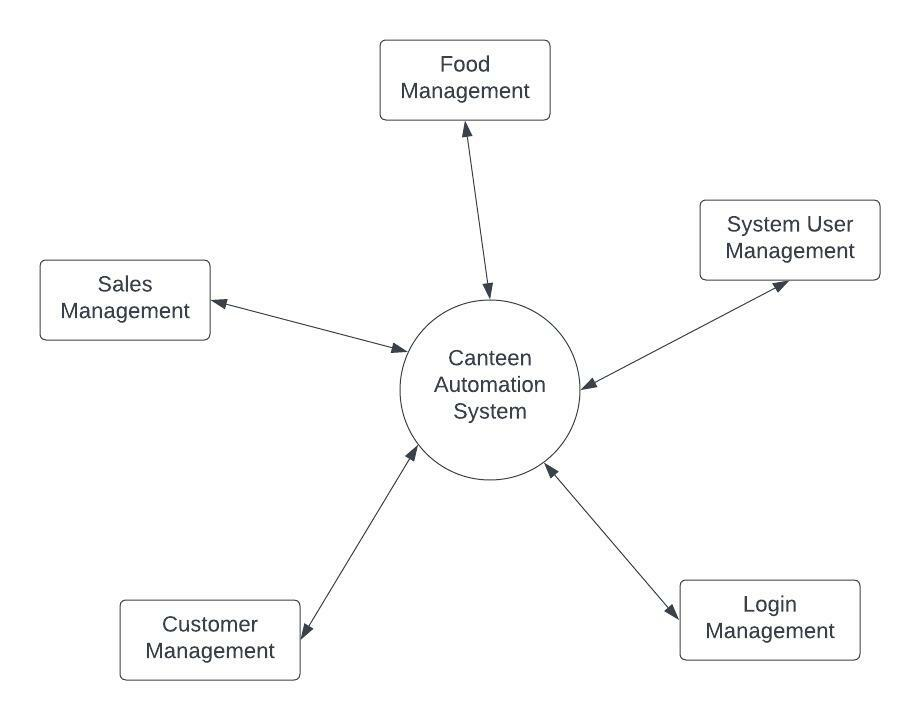 Food
Management
System User
Management
Sales
Management
Canteen
Automation
System
Customer
Management
Login
Management